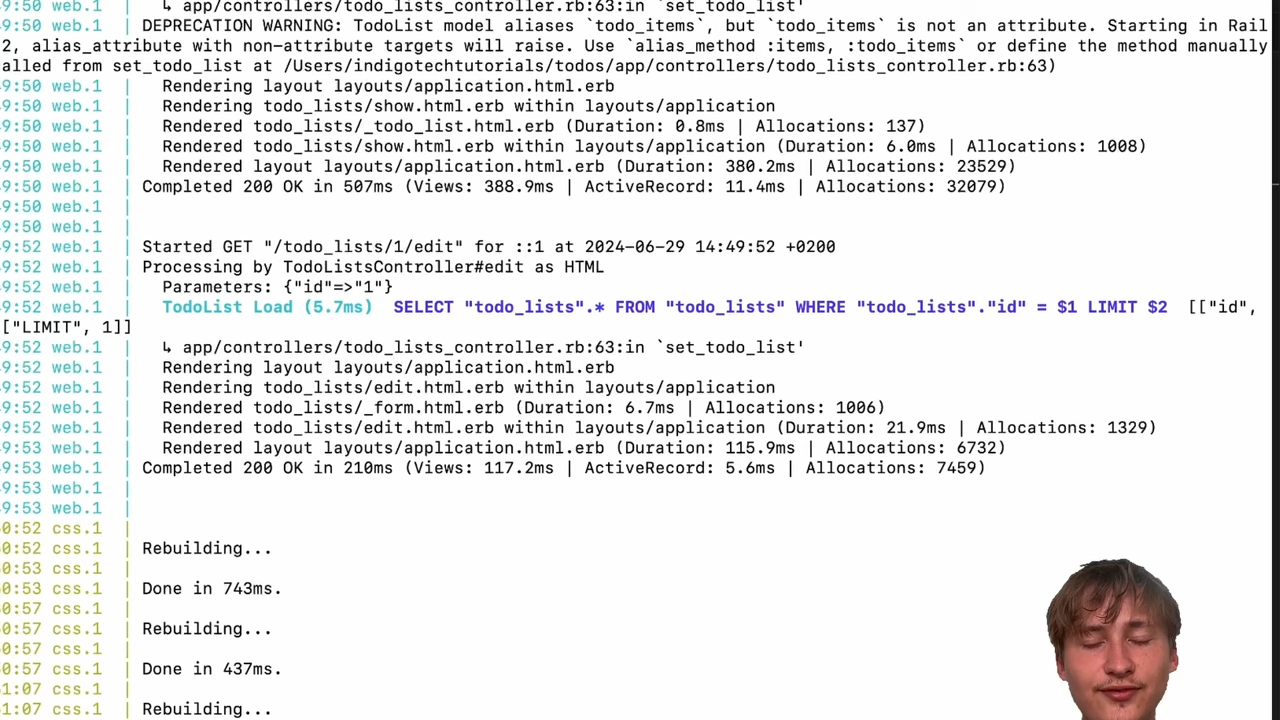 9:50 web.1 | ↳ app/controllers/todo_lists_controller.rb:63:in `set_todo_list'
9:50 web.1 | DEPRECATION WARNING: TodoList model aliases `todo_items`, but `todo_items` is not an attribute. Starting in Rail
2, alias_attribute with non-attribute targets will raise. Use `alias_method :items, :todo_items` or define the method manually
alled from set_todo_list at /Users/indigotechtutorials/todos/app/controllers/todo_lists_controller.rb:63)
9:50 web.1 | Rendering layout layouts/application.html.erb
9:50 web.1 | Rendering todo_lists/show.html.erb within layouts/application
9:50 web.1 | Rendered todo_lists/_todo_list.html.erb (Duration: 0.8ms | Allocations: 137)
9:50 web.1 | Rendered todo_lists/show.html.erb within layouts/application (Duration: 6.0ms | Allocations: 1008)
9:50 web.1 | Rendered layout layouts/application.html.erb (Duration: 380.2ms | Allocations: 23529)
9:50 web.1 | Completed 200 OK in 507ms (Views: 388.9ms | ActiveRecord: 11.4ms | Allocations: 32079)
9:50 web.1 |
9:50 web.1 |
9:52 web.1 | Started GET "/todo_lists/1/edit" for ::1 at 2024-06-29 14:49:52 +0200
9:52 web.1 | Processing by TodoListsController#edit as HTML
9:52 web.1 | Parameters: {"id"=>"1"}
9:52 web.1 | TodoList Load (5.7ms) SELECT "todo_lists".* FROM "todo_lists" WHERE "todo_lists"."id" = $1 LIMIT $2 [["id",
["LIMIT", 1]]
9:52 web.1 | ↳ app/controllers/todo_lists_controller.rb:63:in `set_todo_list'
9:52 web.1 | Rendering layout layouts/application.html.erb
9:52 web.1 | Rendering todo_lists/edit.html.erb within layouts/application
9:52 web.1 | Rendered todo_lists/_form.html.erb (Duration: 6.7ms | Allocations: 1006)
9:52 web.1 | Rendered todo_lists/edit.html.erb within layouts/application (Duration: 21.9ms | Allocations: 1329)
9:53 web.1 | Rendered layout layouts/application.html.erb (Duration: 115.9ms | Allocations: 6732)
9:53 web.1 | Completed 200 OK in 210ms (Views: 117.2ms | ActiveRecord: 5.6ms | Allocations: 7459)
9:53 web.1 |
9:53 web.1 |
0:52 css.1 |
0:52 css.1 | Rebuilding...
0:53 css.1 |
0:53 css.1 | Done in 743ms.
0:57 css.1 |
0:57 css.1 | Rebuilding...
0:57 css.1 |
0:57 css.1 | Done in 437ms.
1:07 css.1 |
1:07 css.1 | Rebuilding...